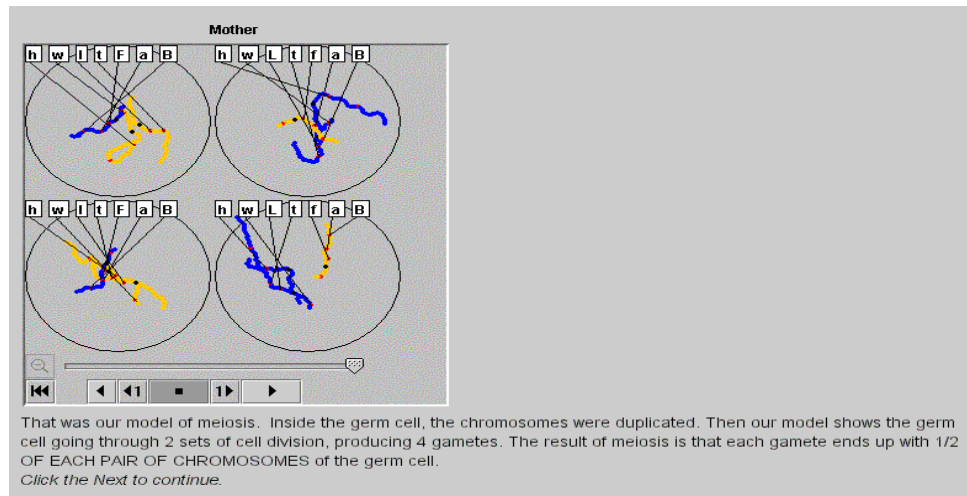 Mother
h w l t F a B h w L t f a B
h w l t F a B h w L t f a B
1 1
That was our model of meiosis. Inside the germ cell, the chromosomes were duplicated. Then our model shows the germ
cell going through 2 sets of cell division, producing 4 gametes. The result of meiosis is that each gamete ends up with 1/2
OF EACH PAIR OF CHROMOSOMES of the germ cell.
Click the Next to continue.